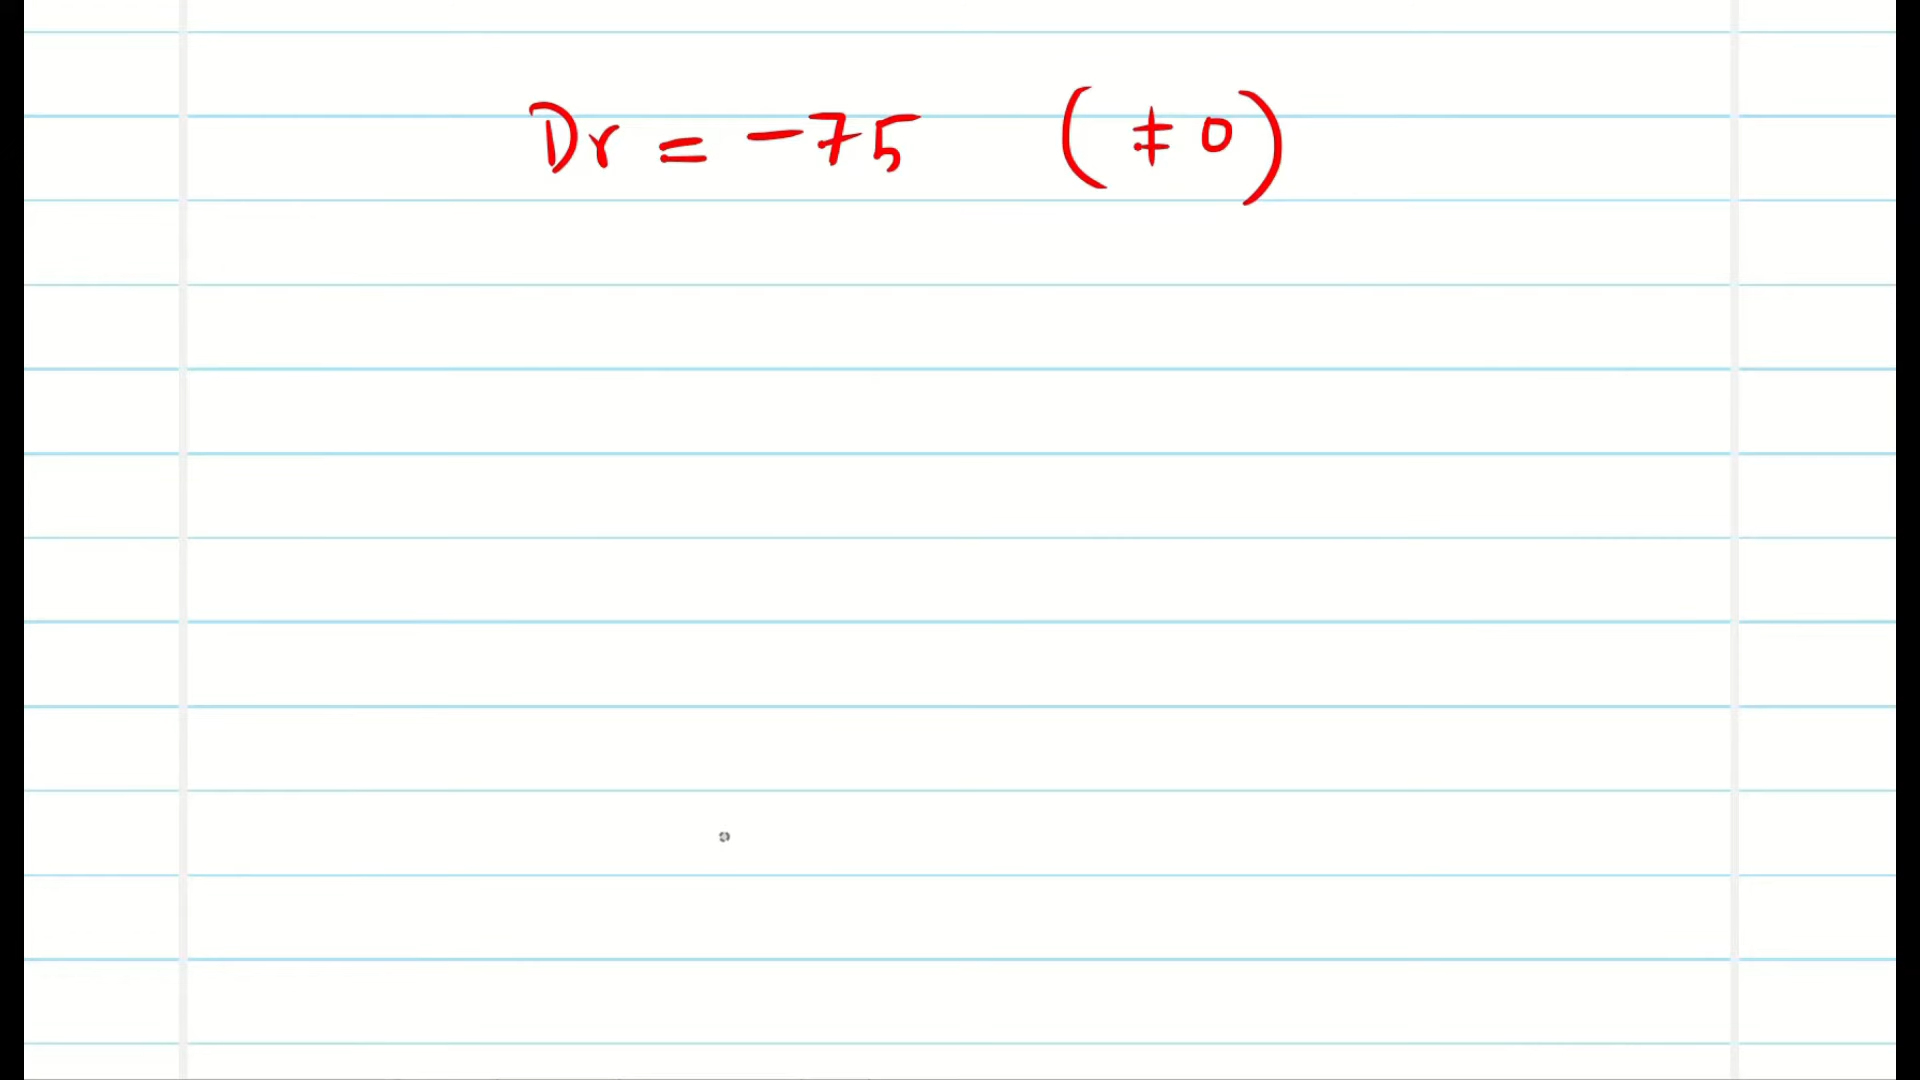 Dr = -75 ( ≠ 0 )